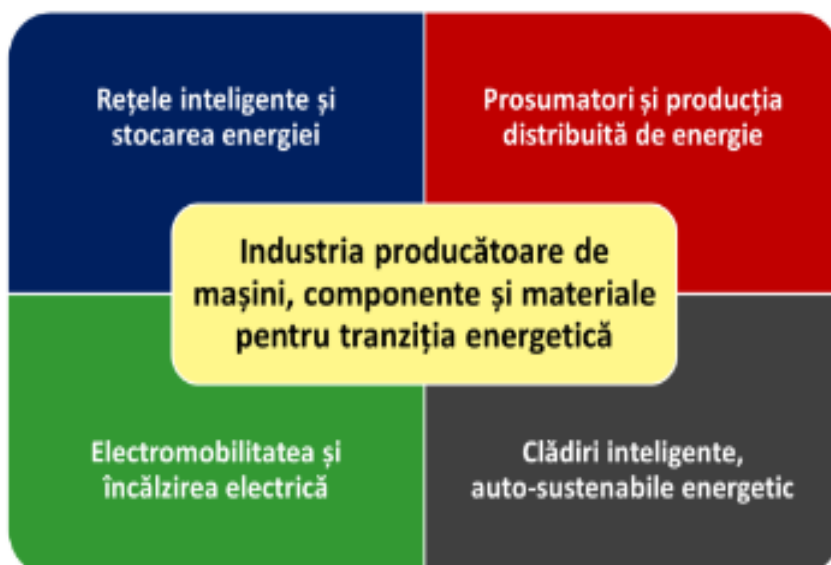 Rețele inteligente și
stocarea energiei
Prosumatori și producția
distribuită de energie
Industria producătoare de
mașini, componente și materiale
pentru tranziția energetică
Electromobilitatea și
încălzirea electrică
Clădiri inteligente,
auto-sustenabile energetic